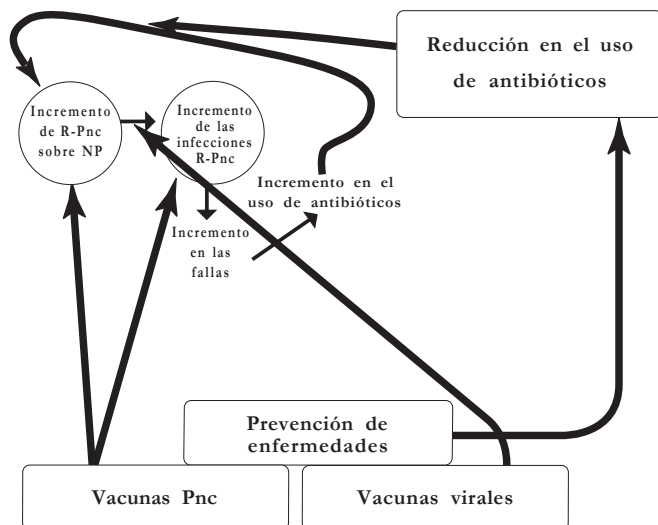 Reducción en el uso
de antibióticos
Incremento
de R-Pnc
sobre NP
Incremento
de las
infecciones
R-Pnc
Incremento en el
uso de antibióticos
Incremento
en las
fallas
Prevención de
enfermedades
Vacunas Pnc
Vacunas virales